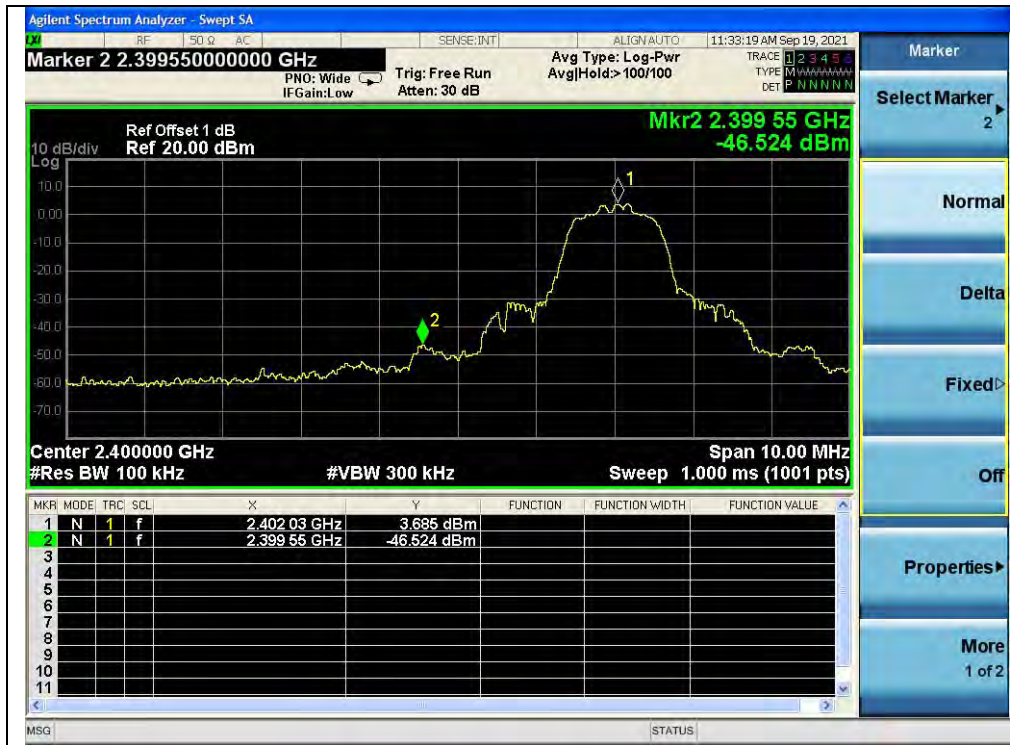 Agilent Spectrum Analyzer - Swept SA
LXI RF 50 Ω AC SENSE:INT ALIGNAUTO 11:33:19 AM Sep 19, 2021
Marker 2 2.399550000000 GHz
PNO: Wide
IFGain:Low
Trig: Free Run
Atten: 30 dB
Avg Type: Log-Pwr
Avg|Hold:>100/100
TRACE 1 2 3 4 5 6
TYPE M
DET P N N N N N
Marker
Select Marker
2
Normal
Delta
Fixed
Off
Properties
More
1 of 2
Mkr2 2.399 55 GHz
-46.524 dBm
Ref Offset 1 dB
10 dB/div Ref 20.00 dBm
Log
10.0
0.00
-10.0
-20.0
-30.0
-40.0
-50.0
-60.0
-70.0
1
2
Center 2.400000 GHz Span 10.00 MHz
#Res BW 100 kHz #VBW 300 kHz Sweep 1.000 ms (1001 pts)
MKR MODE TRC SCL X Y FUNCTION FUNCTION WIDTH FUNCTION VALUE
1 N 1 f 2.402 03 GHz 3.685 dBm
2 N 1 f 2.399 55 GHz -46.524 dBm
3
4
5
6
7
8
9
10
11
MSG STATUS